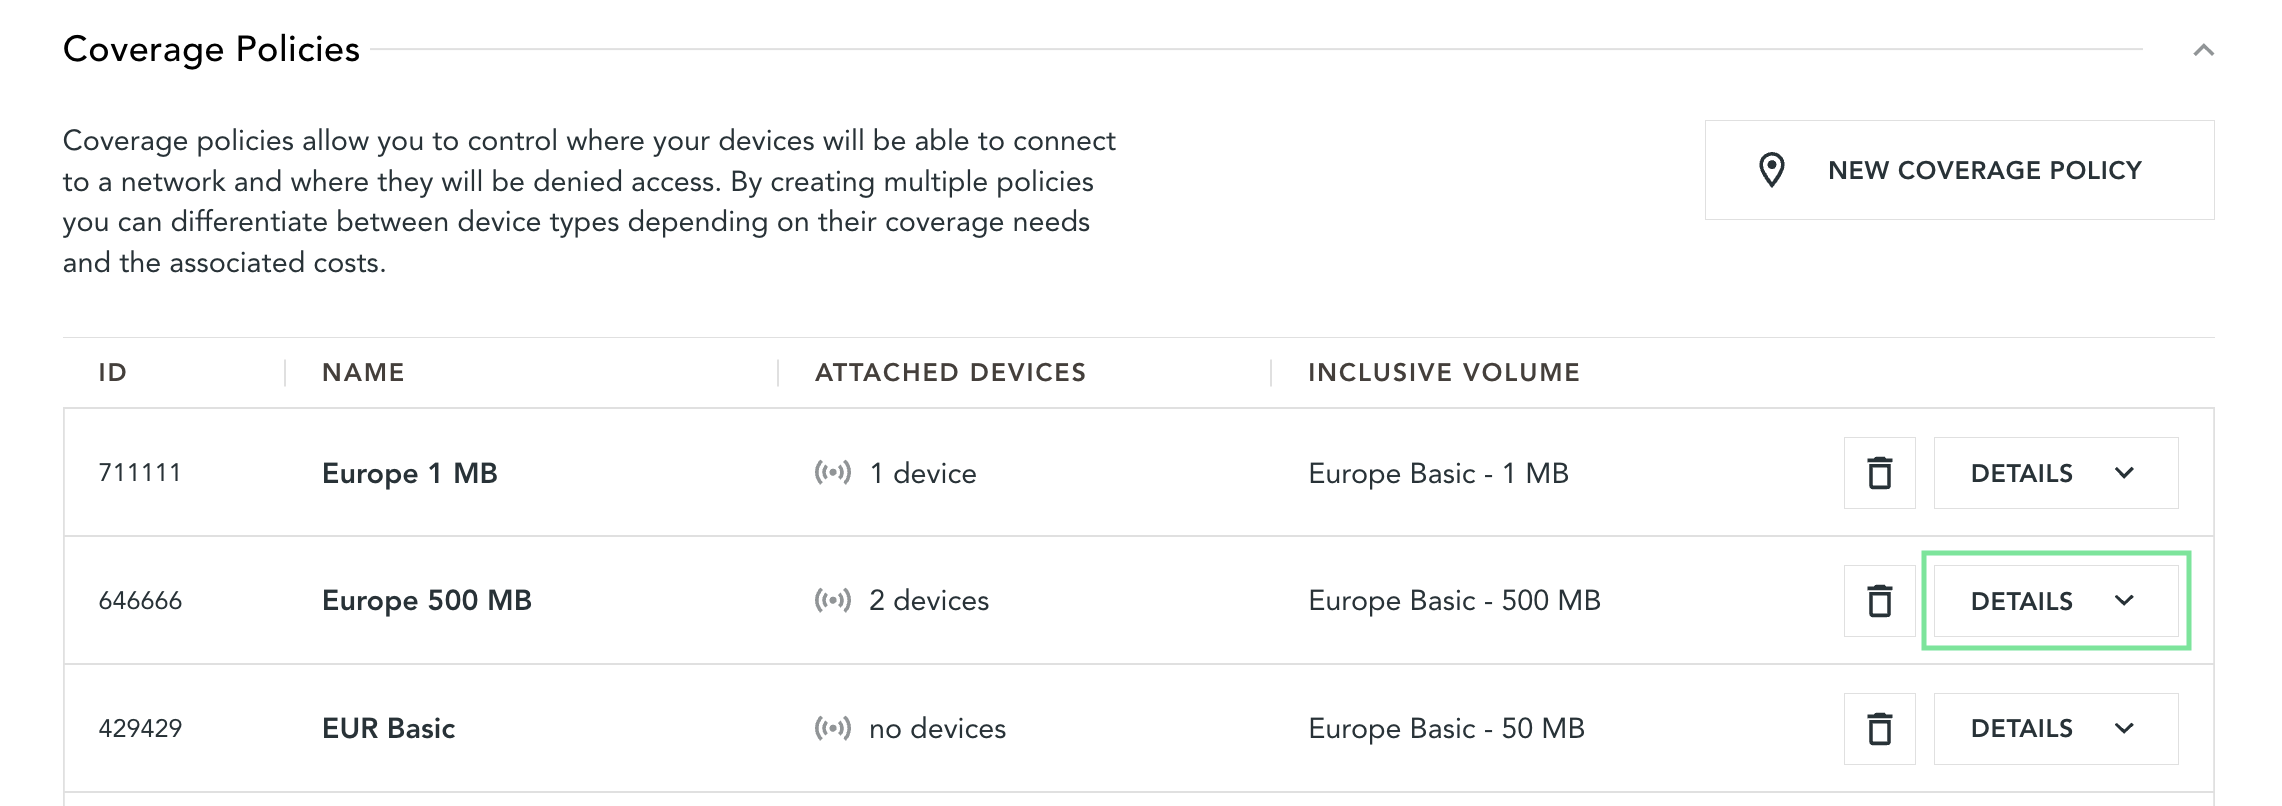 Coverage Policies
Coverage policies allow you to control where your devices will be able to connect
to a network and where they will be denied access. By creating multiple policies
you can differentiate between device types depending on their coverage needs
and the associated costs.
NEW COVERAGE POLICY
ID NAME ATTACHED DEVICES INCLUSIVE VOLUME
711111 Europe 1 MB 1 device Europe Basic - 1 MB DETAILS
646666 Europe 500 MB 2 devices Europe Basic - 500 MB DETAILS
429429 EUR Basic no devices Europe Basic - 50 MB DETAILS